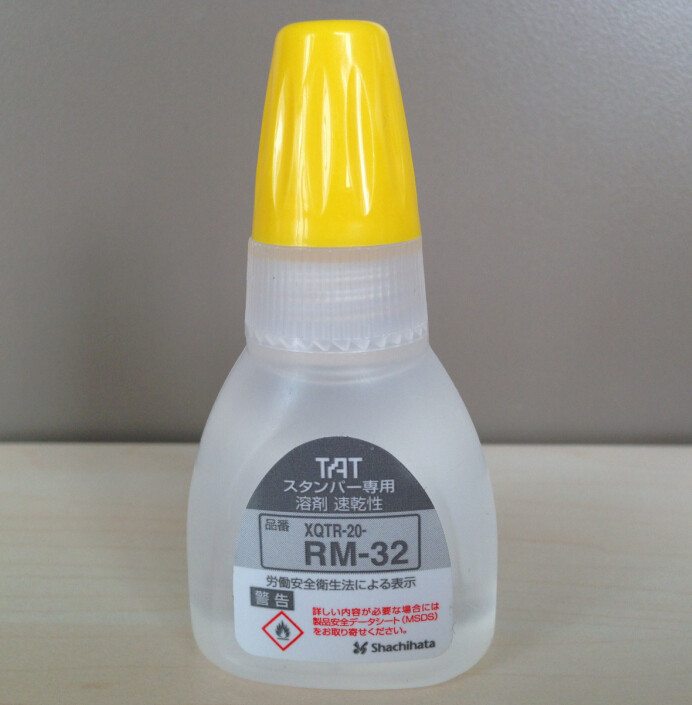 TAT
スタンパー専用
溶剤 速乾性
品番 XQTR-20-
RM-32
労働安全衛生法による表示
警告
詳しい内容が必要な場合には
製品安全データシート(MSDS)
をお取り寄せください。
Shachihata